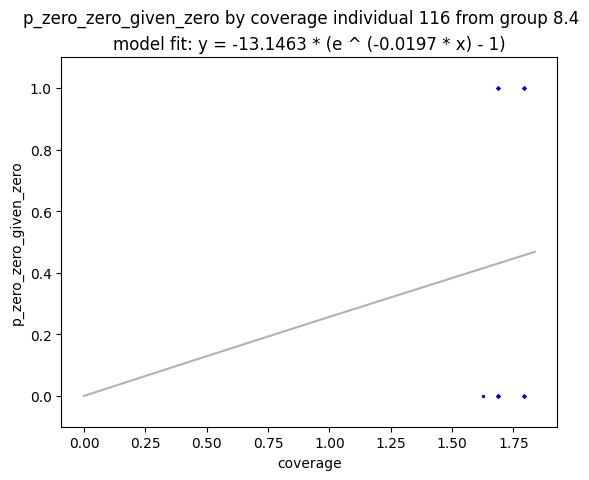 p_zero_zero_given_zero by coverage individual 116 from group 8.4
model fit: y = -13.1463 * (e ^ (-0.0197 * x) - 1)
1.0
0.8
0.6
0.4
0.2
0.0
p_zero_zero_given_zero
0.00 0.25 0.50 0.75 1.00 1.25 1.50 1.75
coverage